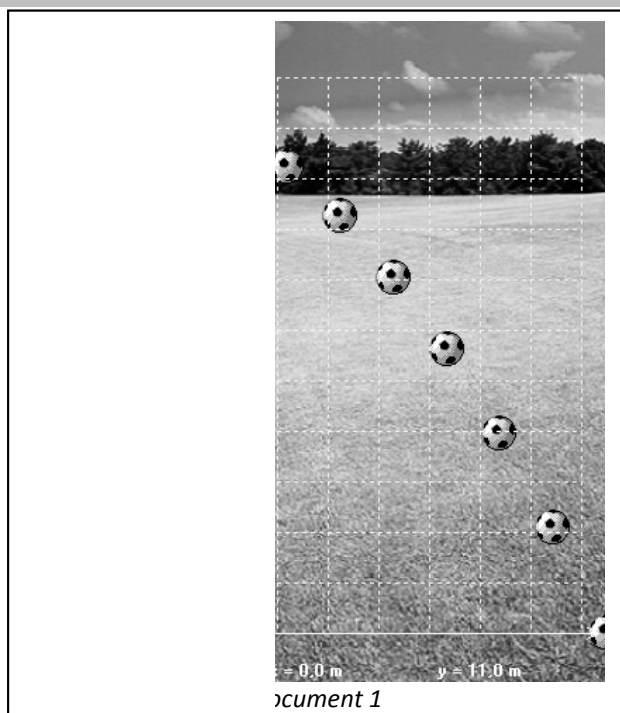 : = 0,0 m y = 11,0 m
ocument 1